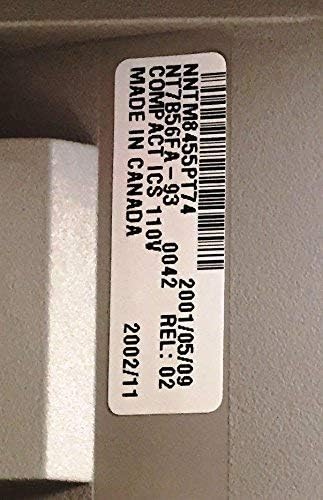 NNTM8455PT74 2001/05/09
NT7B56FA-93 0042 REL: 02
COMPACT ICS 110V
MADE IN CANADA 2002/11